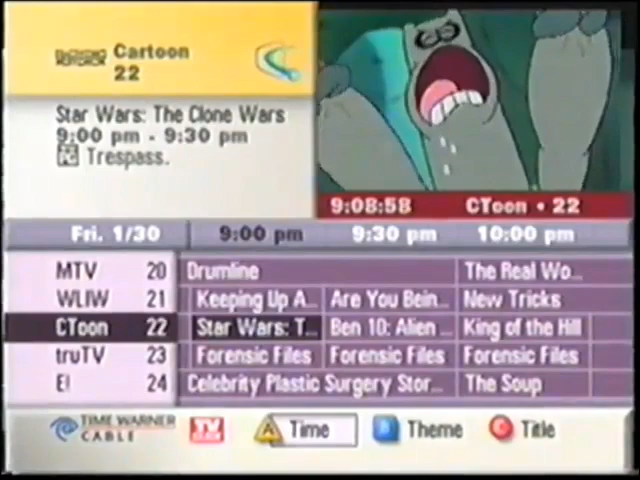 CARTOON NETWORK Cartoon
22
Star Wars: The Clone Wars
9:00 pm - 9:30 pm
PG Trespass.
9:08:58 CToon • 22
Fri. 1/30 9:00 pm 9:30 pm 10:00 pm
MTV 20 Drumline The Real Wo...
WLIW 21 Keeping Up A... Are You Bein... New Tricks
CToon 22 Star Wars: T... Ben 10: Alien ... King of the Hill
truTV 23 Forensic Files Forensic Files Forensic Files
E! 24 Celebrity Plastic Surgery Stor... The Soup
TIME WARNER CABLE TV GUIDE A Time B Theme C Title